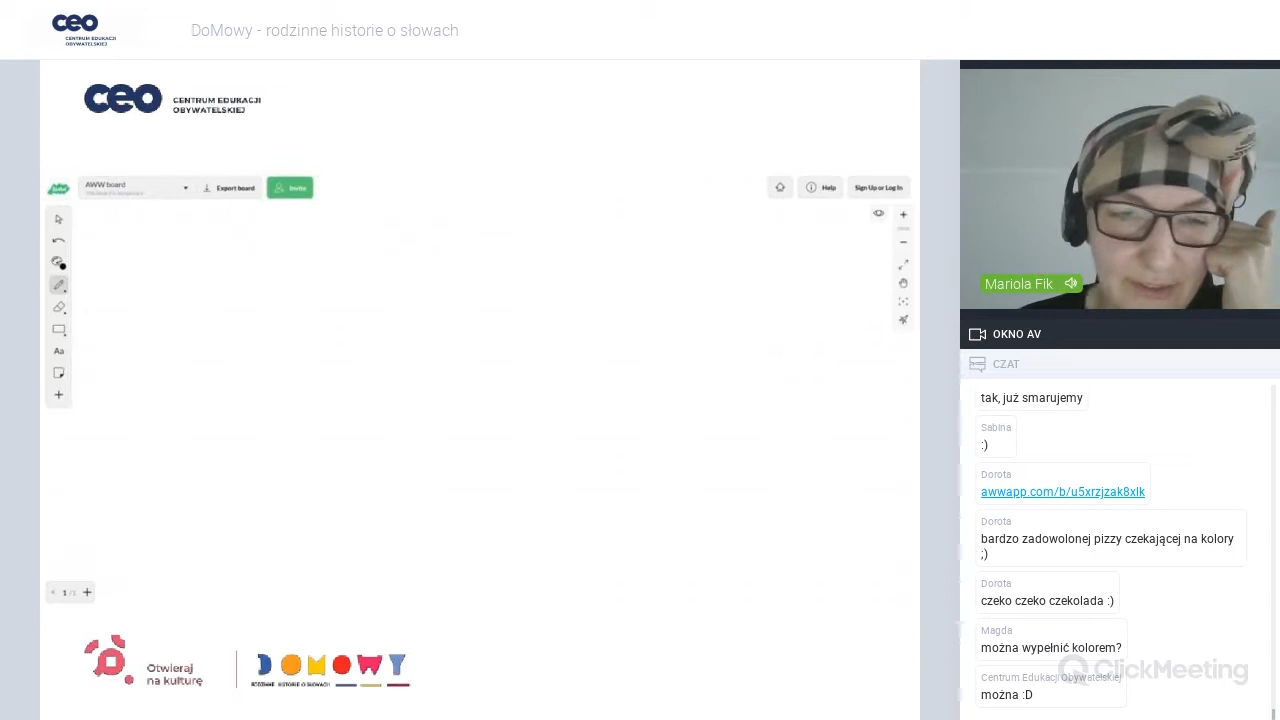 ceo
CENTRUM EDUKACJI
OBYWATELSKIEJ
DoMowy - rodzinne historie o słowach
ceo
CENTRUM EDUKACJI
OBYWATELSKIEJ
AWW board
Export board
Invite
Help
Sign Up or Log In
Aa
1 /1
Otwieraj
na kulturę
DOMOWY
RODZINNE HISTORIE O SŁOWACH
Mariola Fik
OKNO AV
CZAT
tak, już smarujemy
Sabina
:)
Dorota
awwapp.com/b/u5xrzjzak8xlk
Dorota
bardzo zadowolonej pizzy czekającej na kolory
;)
Dorota
czeko czeko czekolada :)
Magda
można wypełnić kolorem?
Centrum Edukacji Obywatelskiej
można :D
ClickMeeting